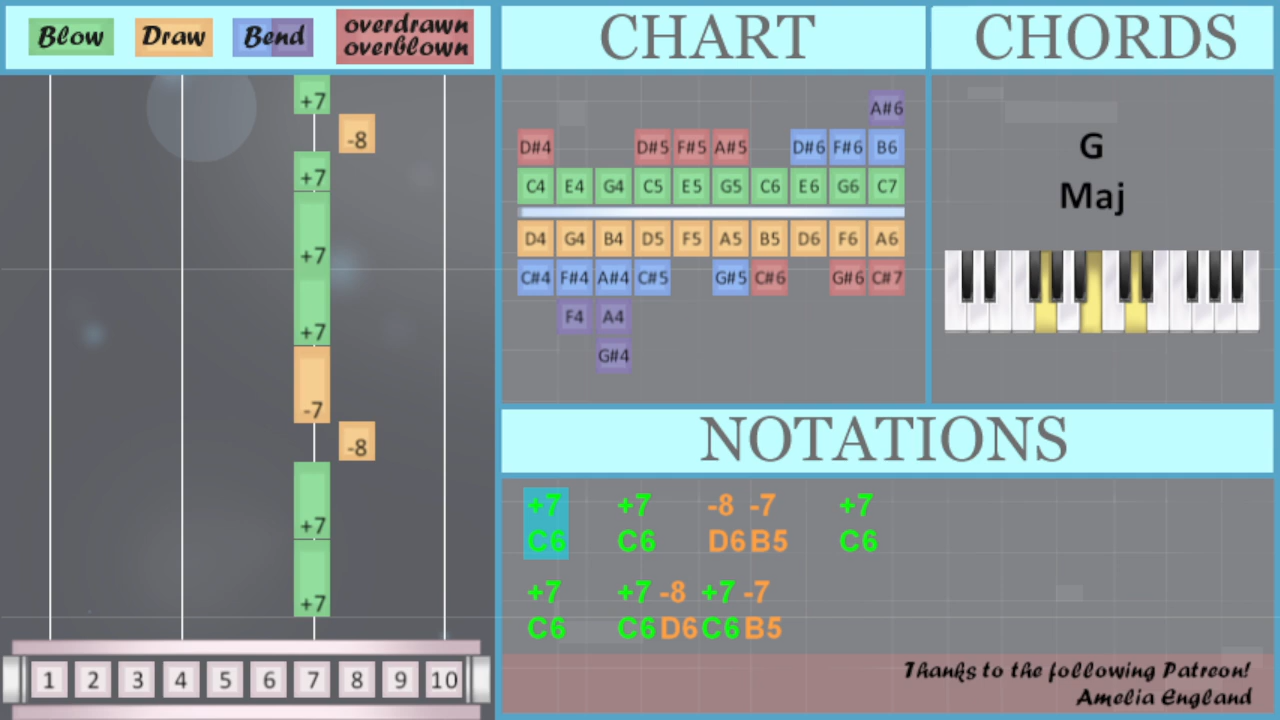 Blow Draw Bend overdrawn
overblown
CHART
CHORDS
+7
-8
+7
+7
+7
-7
-8
+7
+7
1 2 3 4 5 6 7 8 9 10
A#6
D#4 D#5 F#5 A#5 D#6 F#6 B6
C4 E4 G4 C5 E5 G5 C6 E6 G6 C7
D4 G4 B4 D5 F5 A5 B5 D6 F6 A6
C#4 F#4 A#4 C#5 G#5 C#6 G#6 C#7
F4 A4
G#4
G
Maj
NOTATIONS
+7 +7 -8 -7 +7
C6 C6 D6 B5 C6
+7 +7 -8 +7 -7
C6 C6 D6 C6 B5
Thanks to the following Patreon!
Amelia England